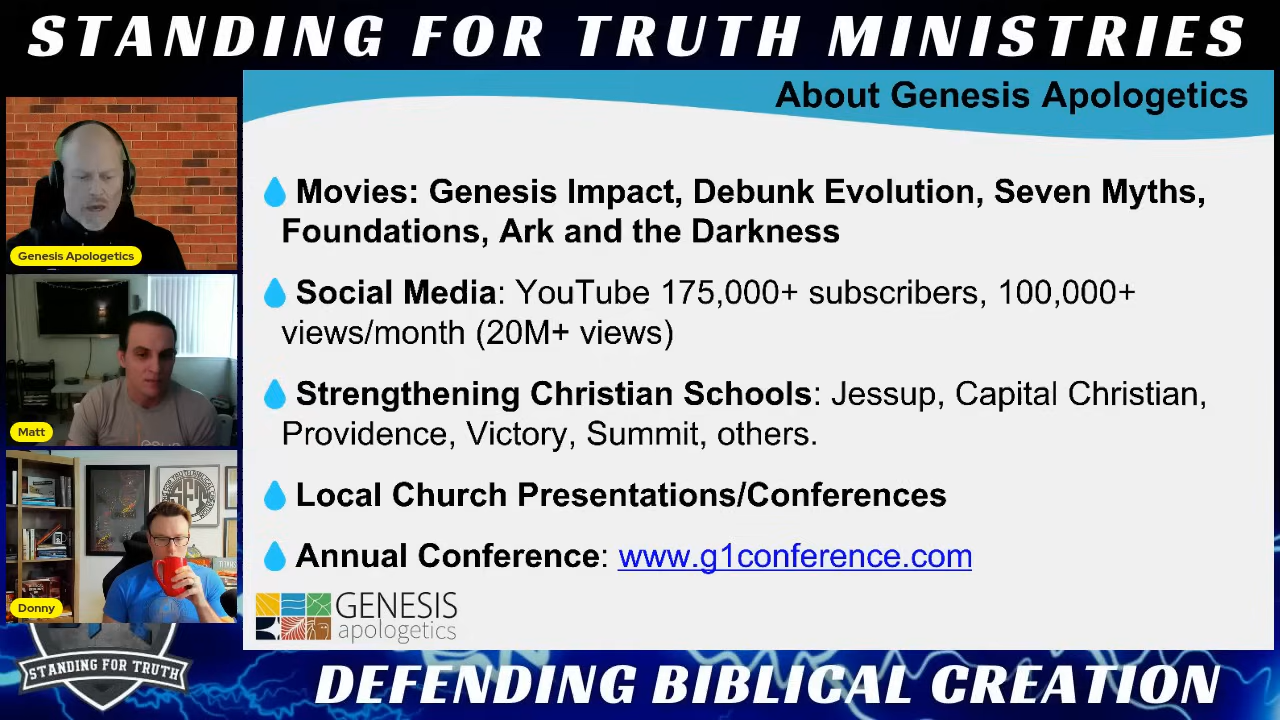 STANDING FOR TRUTH MINISTRIES
About Genesis Apologetics
Movies: Genesis Impact, Debunk Evolution, Seven Myths,
Foundations, Ark and the Darkness
Social Media: YouTube 175,000+ subscribers, 100,000+
views/month (20M+ views)
Strengthening Christian Schools: Jessup, Capital Christian,
Providence, Victory, Summit, others.
Local Church Presentations/Conferences
Annual Conference: www.g1conference.com
GENESIS
apologetics
Genesis Apologetics
Matt
Donny
SFT
STANDING FOR TRUTH
DEFENDING BIBLICAL CREATION